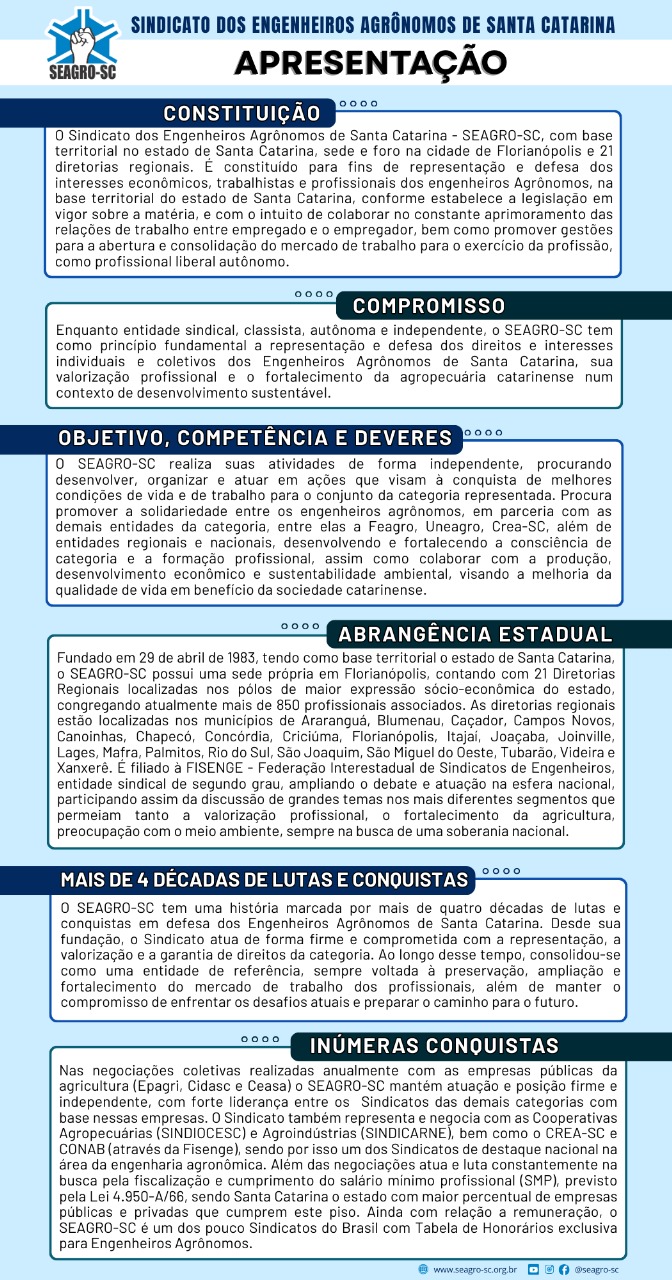 SINDICATO DOS ENGENHEIROS AGRÔNOMOS DE SANTA CATARINA
SEAGRO-SC
APRESENTAÇÃO
CONSTITUIÇÃO
O Sindicato dos Engenheiros Agrônomos de Santa Catarina - SEAGRO-SC, com base
territorial no estado de Santa Catarina, sede e foro na cidade de Florianópolis e 21
diretorias regionais. É constituído para fins de representação e defesa dos
interesses econômicos, trabalhistas e profissionais dos engenheiros Agrônomos, na
base territorial do estado de Santa Catarina, conforme estabelece a legislação em
vigor sobre a matéria, e com o intuito de colaborar no constante aprimoramento das
relações de trabalho entre empregado e o empregador, bem como promover gestões
para a abertura e consolidação do mercado de trabalho para o exercício da profissão,
como profissional liberal autônomo.
COMPROMISSO
Enquanto entidade sindical, classista, autônoma e independente, o SEAGRO-SC tem
como princípio fundamental a representação e defesa dos direitos e interesses
individuais e coletivos dos Engenheiros Agrônomos de Santa Catarina, sua
valorização profissional e o fortalecimento da agropecuária catarinense num
contexto de desenvolvimento sustentável.
OBJETIVO, COMPETÊNCIA E DEVERES
O SEAGRO-SC realiza suas atividades de forma independente, procurando
desenvolver, organizar e atuar em ações que visam à conquista de melhores
condições de vida e de trabalho para o conjunto da categoria representada. Procura
promover a solidariedade entre os engenheiros agrônomos, em parceria com as
demais entidades da categoria, entre elas a Feagro, Uneagro, Crea-SC, além de
entidades regionais e nacionais, desenvolvendo e fortalecendo a consciência de
categoria e a formação profissional, assim como colaborar com a produção,
desenvolvimento econômico e sustentabilidade ambiental, visando a melhoria da
qualidade de vida em benefício da sociedade catarinense.
ABRANGÊNCIA ESTADUAL
Fundado em 29 de abril de 1983, tendo como base territorial o estado de Santa Catarina,
o SEAGRO-SC possui uma sede própria em Florianópolis, contando com 21 Diretorias
Regionais localizadas nos pólos de maior expressão sócio-econômica do estado,
congregando atualmente mais de 850 profissionais associados. As diretorias regionais
estão localizadas nos municípios de Araranguá, Blumenau, Caçador, Campos Novos,
Canoinhas, Chapecó, Concórdia, Criciúma, Florianópolis, Itajaí, Joaçaba, Joinville,
Lages, Mafra, Palmitos, Rio do Sul, São Joaquim, São Miguel do Oeste, Tubarão, Videira e
Xanxerê. É filiado à FISENGE - Federação Interestadual de Sindicatos de Engenheiros,
entidade sindical de segundo grau, ampliando o debate e atuação na esfera nacional,
participando assim da discussão de grandes temas nos mais diferentes segmentos que
permeiam tanto a valorização profissional, o fortalecimento da agricultura,
preocupação com o meio ambiente, sempre na busca de uma soberania nacional.
MAIS DE 4 DÉCADAS DE LUTAS E CONQUISTAS
O SEAGRO-SC tem uma história marcada por mais de quatro décadas de lutas e
conquistas em defesa dos Engenheiros Agrônomos de Santa Catarina. Desde sua
fundação, o Sindicato atua de forma firme e comprometida com a representação, a
valorização e a garantia de direitos da categoria. Ao longo desse tempo, consolidou-se
como uma entidade de referência, sempre voltada à preservação, ampliação e
fortalecimento do mercado de trabalho dos profissionais, além de manter o
compromisso de enfrentar os desafios atuais e preparar o caminho para o futuro.
INÚMERAS CONQUISTAS
Nas negociações coletivas realizadas anualmente com as empresas públicas da
agricultura (Epagri, Cidasc e Ceasa) o SEAGRO-SC mantém atuação e posição firme e
independente, com forte liderança entre os Sindicatos das demais categorias com
base nessas empresas. O Sindicato também representa e negocia com as Cooperativas
Agropecuárias (SINDIOCESC) e Agroindústrias (SINDICARNE), bem como o CREA-SC e
CONAB (através da Fisenge), sendo por isso um dos Sindicatos de destaque nacional na
área da engenharia agronômica. Além das negociações atua e luta constantemente na
busca pela fiscalização e cumprimento do salário mínimo profissional (SMP), previsto
pela Lei 4.950-A/66, sendo Santa Catarina o estado com maior percentual de empresas
públicas e privadas que cumprem este piso. Ainda com relação a remuneração, o
SEAGRO-SC é um dos pouco Sindicatos do Brasil com Tabela de Honorários exclusiva
para Engenheiros Agrônomos.
www.seagro-sc.org.br @seagro-sc